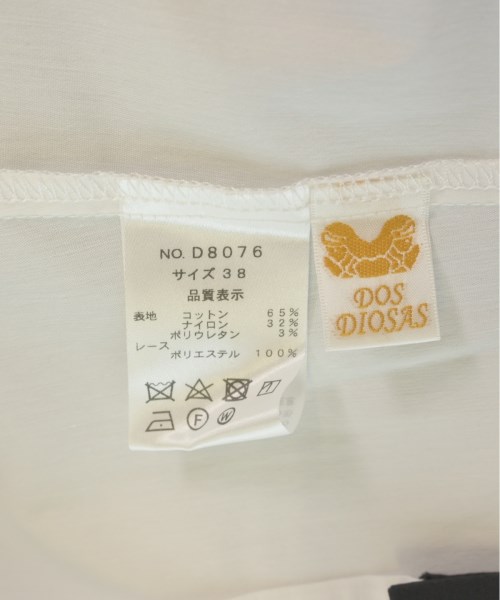 NO. D8076
サイズ 38
品質表示
表地 コットン 65%
ナイロン 32%
ポリウレタン 3%
レース
ポリエステル 100%
F W
DOS
DIOSAS